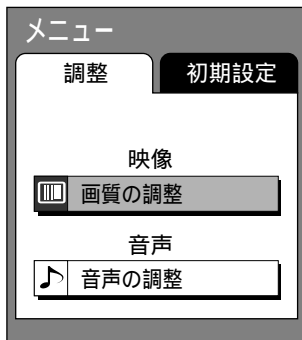 メニュー
調整 初期設定
映像
画質の調整
音声
音声の調整